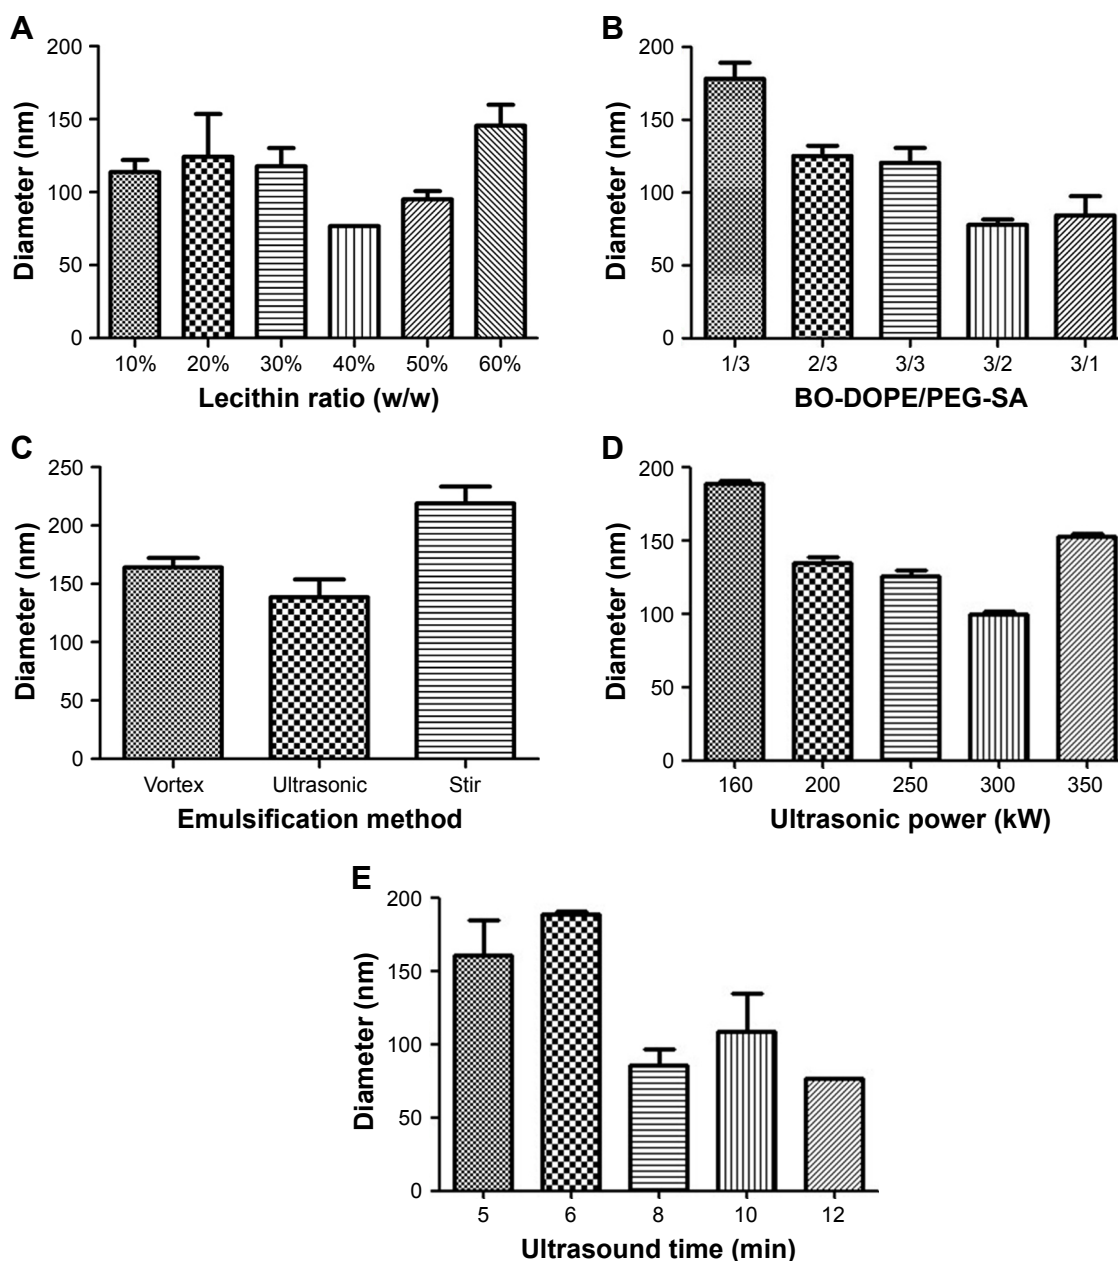 A
200
150
100
50
0
Diameter (nm)
10% 20% 30% 40% 50% 60%
Lecithin ratio (w/w)
B
200
150
100
50
0
Diameter (nm)
1/3 2/3 3/3 3/2 3/1
BO-DOPE/PEG-SA
C
250
200
150
100
50
0
Diameter (nm)
Vortex Ultrasonic Stir
Emulsification method
D
200
150
100
50
0
Diameter (nm)
160 200 250 300 350
Ultrasonic power (kW)
E
200
150
100
50
0
Diameter (nm)
5 6 8 10 12
Ultrasound time (min)